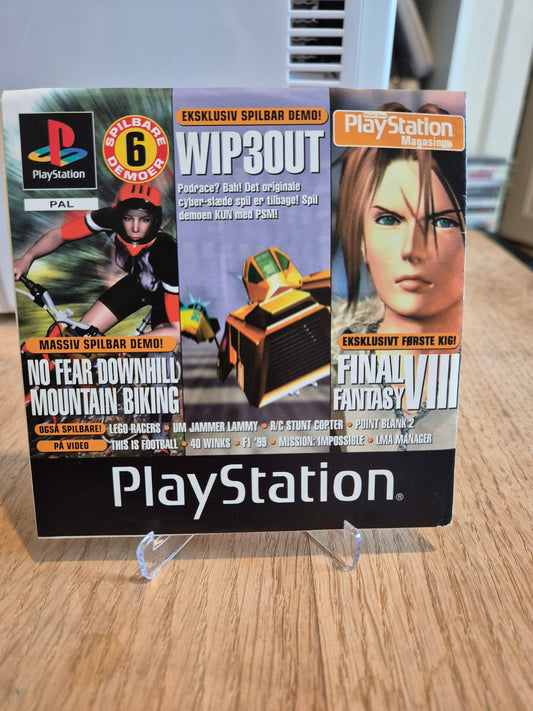 PlayStation
PAL
SPILBARE
6
DEMOER
EKSKLUSIV SPILBAR DEMO!
WIP3OUT
Podrace? Bah! Det originale
cyber-slæde spil er tilbage! Spil
demoen KUN med PSM!
PlayStation
Magasin
MASSIV SPILBAR DEMO!
NO FEAR DOWNHILL
MOUNTAIN BIKING
EKSKLUSIVT FØRSTE KIG!
FINAL
FANTASY VIII
OGSÅ SPILBARE! LEGO RACERS • UM JAMMER LAMMY • R/C STUNT COPTER • POINT BLANK 2
PÅ VIDEO THIS IS FOOTBALL • 40 WINKS • F1 '99 • MISSION: IMPOSSIBLE • LMA MANAGER
PlayStation®